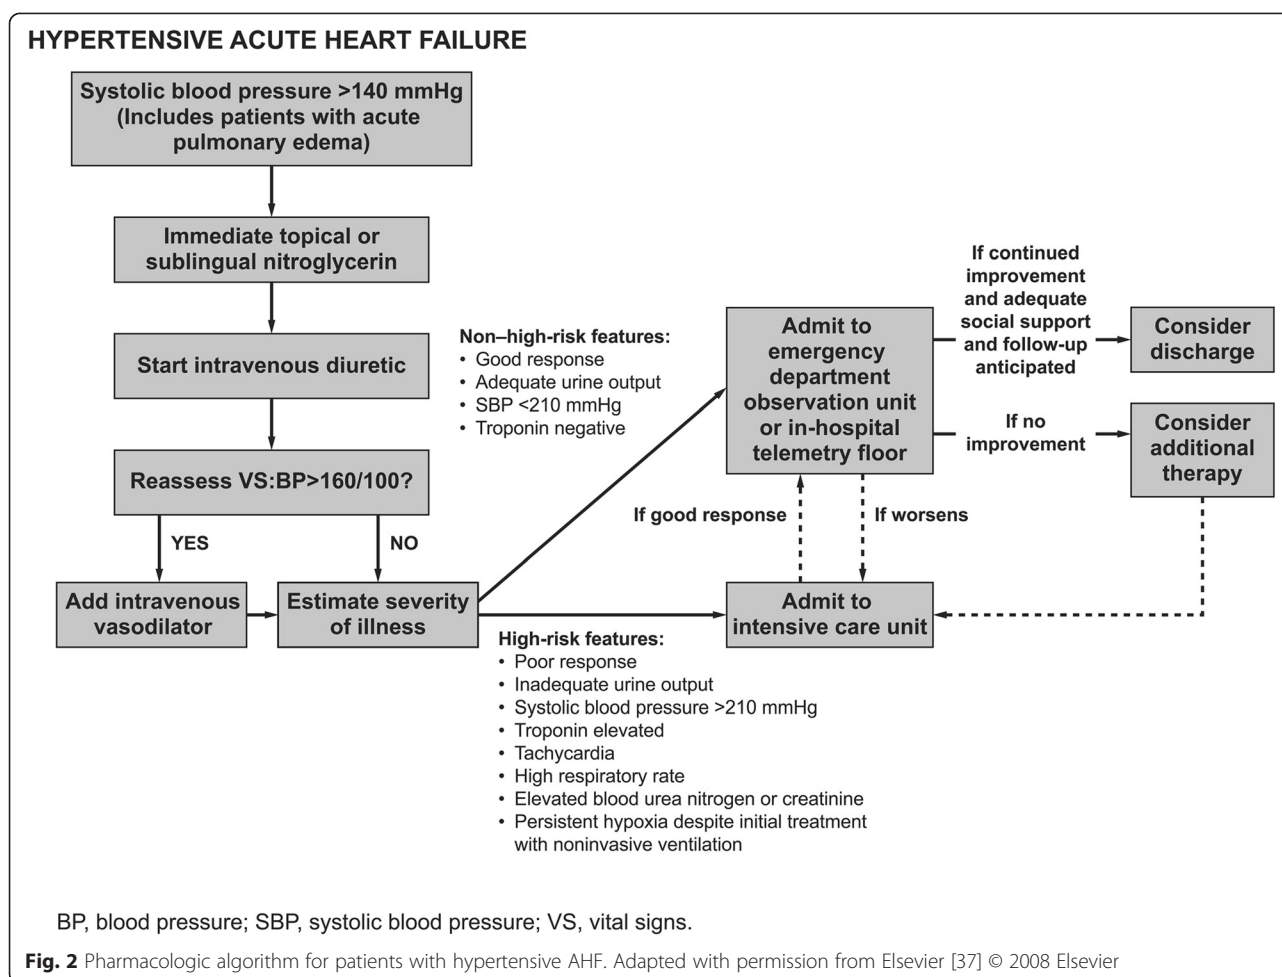 HYPERTENSIVE ACUTE HEART FAILURE
Systolic blood pressure >140 mmHg
(Includes patients with acute
pulmonary edema)
Immediate topical or
sublingual nitroglycerin
Start intravenous diuretic
Reassess VS:BP>160/100?
YES
NO
Add intravenous
vasodilator
Estimate severity
of illness
Non–high-risk features:
• Good response
• Adequate urine output
• SBP <210 mmHg
• Troponin negative
High-risk features:
• Poor response
• Inadequate urine output
• Systolic blood pressure >210 mmHg
• Troponin elevated
• Tachycardia
• High respiratory rate
• Elevated blood urea nitrogen or creatinine
• Persistent hypoxia despite initial treatment
with noninvasive ventilation
Admit to
emergency
department
observation unit
or in-hospital
telemetry floor
If good response
If worsens
Admit to
intensive care unit
If continued
improvement
and adequate
social support
and follow-up
anticipated
Consider
discharge
If no
improvement
Consider
additional
therapy
BP, blood pressure; SBP, systolic blood pressure; VS, vital signs.
Fig. 2 Pharmacologic algorithm for patients with hypertensive AHF. Adapted with permission from Elsevier [37] © 2008 Elsevier